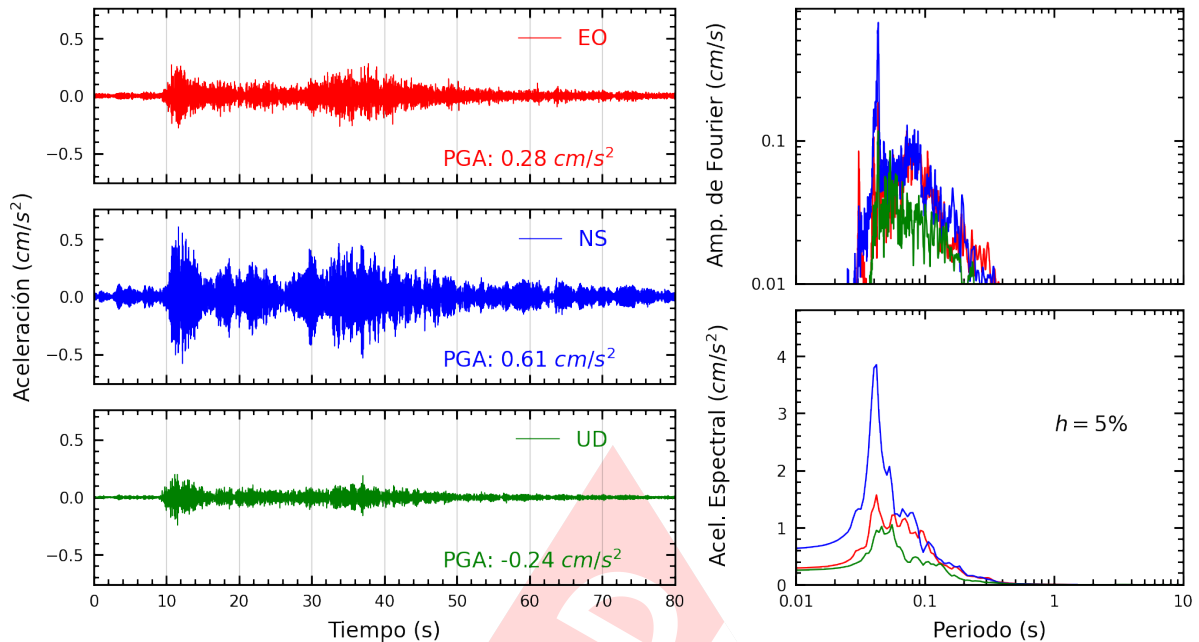 Aceleración (cm/s²)
0.5
0.0
−0.5
EO
PGA: 0.28 cm/s²
0.5
0.0
−0.5
NS
PGA: 0.61 cm/s²
0.5
0.0
−0.5
UD
PGA: -0.24 cm/s²
0 10 20 30 40 50 60 70 80
Tiempo (s)
Amp. de Fourier (cm/s)
0.1
0.01
Acel. Espectral (cm/s²)
4
3
2
1
0
h = 5%
0.01 0.1 1 10
Periodo (s)